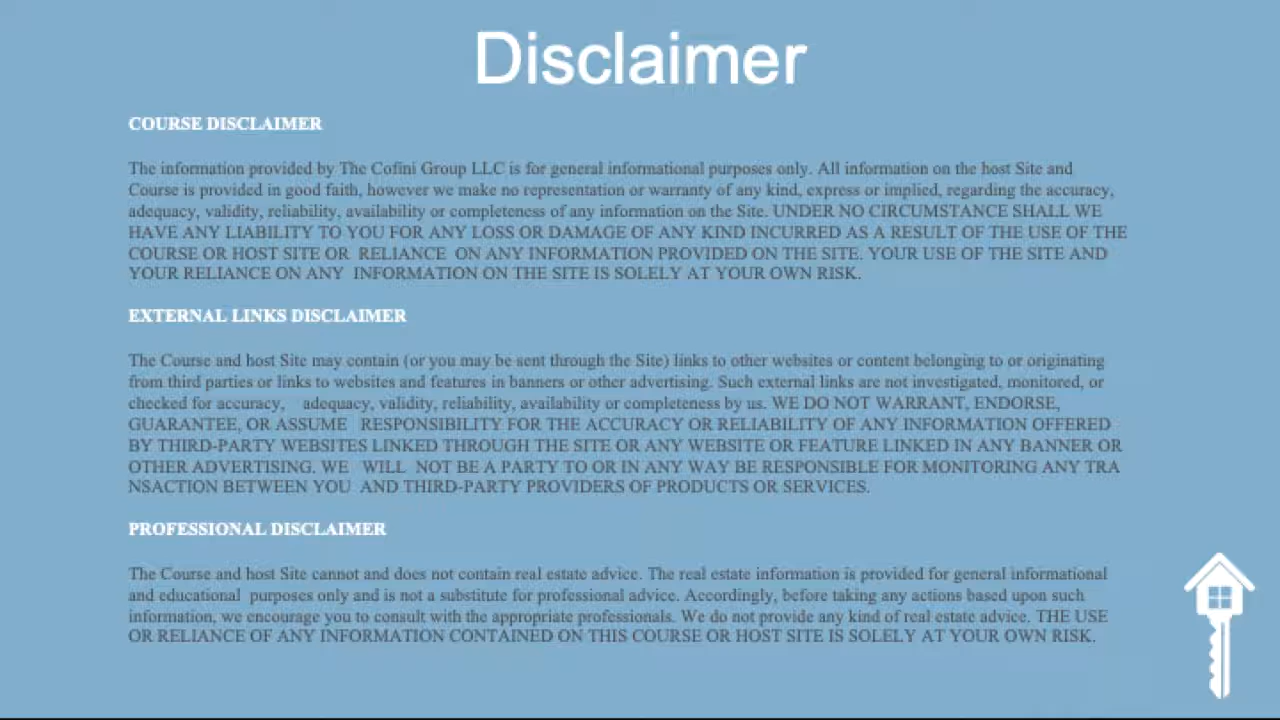 Disclaimer
COURSE DISCLAIMER
The information provided by The Cofini Group LLC is for general informational purposes only. All information on the host Site and
Course is provided in good faith, however we make no representation or warranty of any kind, express or implied, regarding the accuracy,
adequacy, validity, reliability, availability or completeness of any information on the Site. UNDER NO CIRCUMSTANCE SHALL WE
HAVE ANY LIABILITY TO YOU FOR ANY LOSS OR DAMAGE OF ANY KIND INCURRED AS A RESULT OF THE USE OF THE
COURSE OR HOST SITE OR RELIANCE ON ANY INFORMATION PROVIDED ON THE SITE. YOUR USE OF THE SITE AND
YOUR RELIANCE ON ANY INFORMATION ON THE SITE IS SOLELY AT YOUR OWN RISK.
EXTERNAL LINKS DISCLAIMER
The Course and host Site may contain (or you may be sent through the Site) links to other websites or content belonging to or originating
from third parties or links to websites and features in banners or other advertising. Such external links are not investigated, monitored, or
checked for accuracy, adequacy, validity, reliability, availability or completeness by us. WE DO NOT WARRANT, ENDORSE,
GUARANTEE, OR ASSUME RESPONSIBILITY FOR THE ACCURACY OR RELIABILITY OF ANY INFORMATION OFFERED
BY THIRD-PARTY WEBSITES LINKED THROUGH THE SITE OR ANY WEBSITE OR FEATURE LINKED IN ANY BANNER OR
OTHER ADVERTISING. WE WILL NOT BE A PARTY TO OR IN ANY WAY BE RESPONSIBLE FOR MONITORING ANY TRA
NSACTION BETWEEN YOU AND THIRD-PARTY PROVIDERS OF PRODUCTS OR SERVICES.
PROFESSIONAL DISCLAIMER
The Course and host Site cannot and does not contain real estate advice. The real estate information is provided for general informational
and educational purposes only and is not a substitute for professional advice. Accordingly, before taking any actions based upon such
information, we encourage you to consult with the appropriate professionals. We do not provide any kind of real estate advice. THE USE
OR RELIANCE OF ANY INFORMATION CONTAINED ON THIS COURSE OR HOST SITE IS SOLELY AT YOUR OWN RISK.